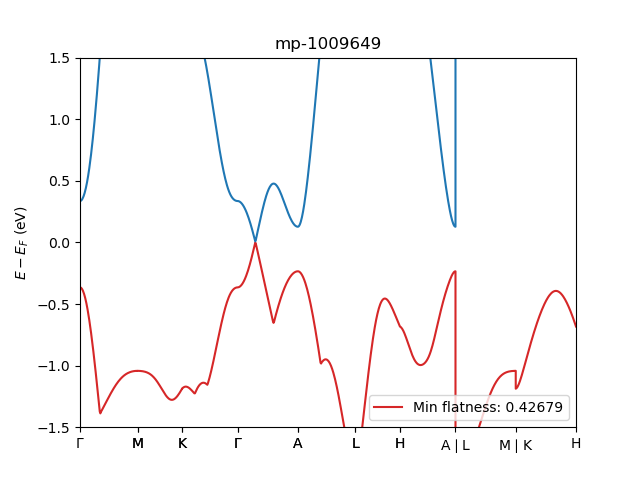 mp-1009649
E − E_F (eV)
1.5
1.0
0.5
0.0
−0.5
−1.0
−1.5
Min flatness: 0.42679
Γ M K Γ A L H A | L M | K H